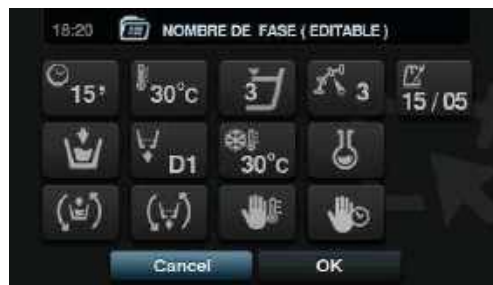 18:20 NOMBRE DE FASE ( EDITABLE )
15' 30°c 3 3 15 / 05
D1 30°c
Cancel OK